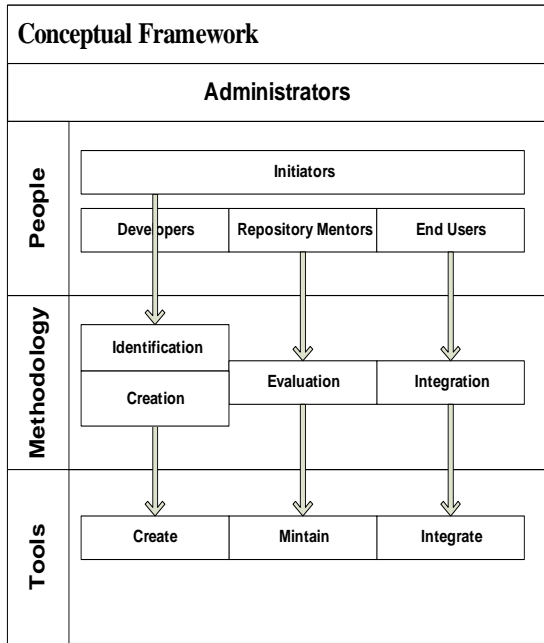 Conceptual Framework
Administrators
People
Initiators
Developers Repository Mentors End Users
Methodology
Identification
Creation Evaluation Integration
Tools
Create Mintain Integrate